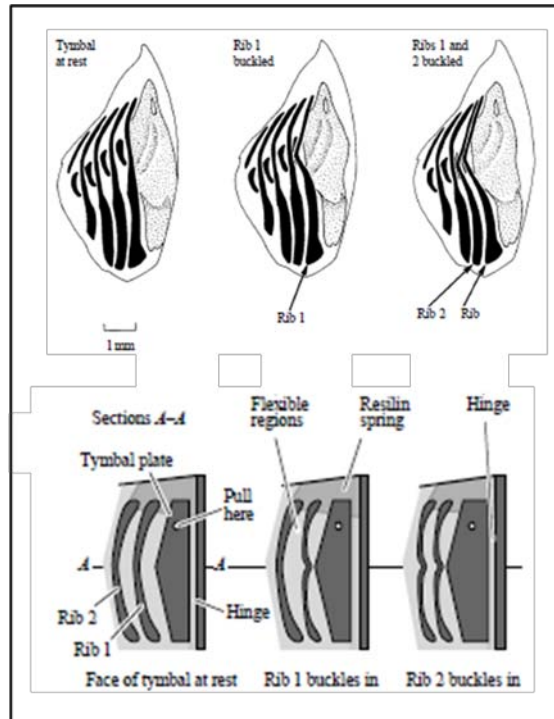 Tymbal
at rest
Rib 1
buckled
Ribs 1 and
2 buckled
Rib 1
Rib 2
Rib
1 mm
Sections A–A
Flexible
regions
Resilin
spring
Hinge
Tymbal plate
Pull
here
A
A
Rib 2
Rib 1
Hinge
Face of tymbal at rest
Rib 1 buckles in
Rib 2 buckles in